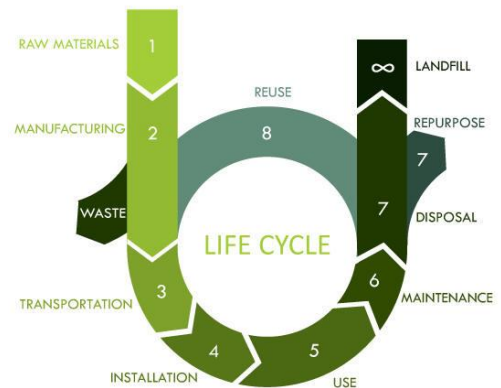 RAW MATERIALS
1
MANUFACTURING
2
WASTE
TRANSPORTATION
3
INSTALLATION
4
5
USE
6
MAINTENANCE
7
DISPOSAL
7
REPURPOSE
8
REUSE
∞
LANDFILL
LIFE CYCLE